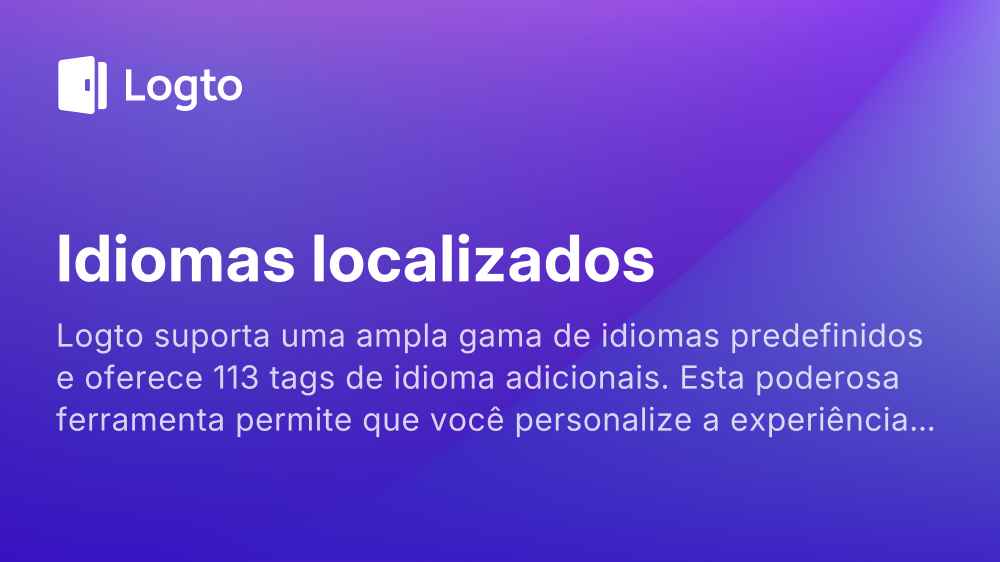 Logto
Idiomas localizados
Logto suporta uma ampla gama de idiomas predefinidos
e oferece 113 tags de idioma adicionais. Esta poderosa
ferramenta permite que você personalize a experiência...